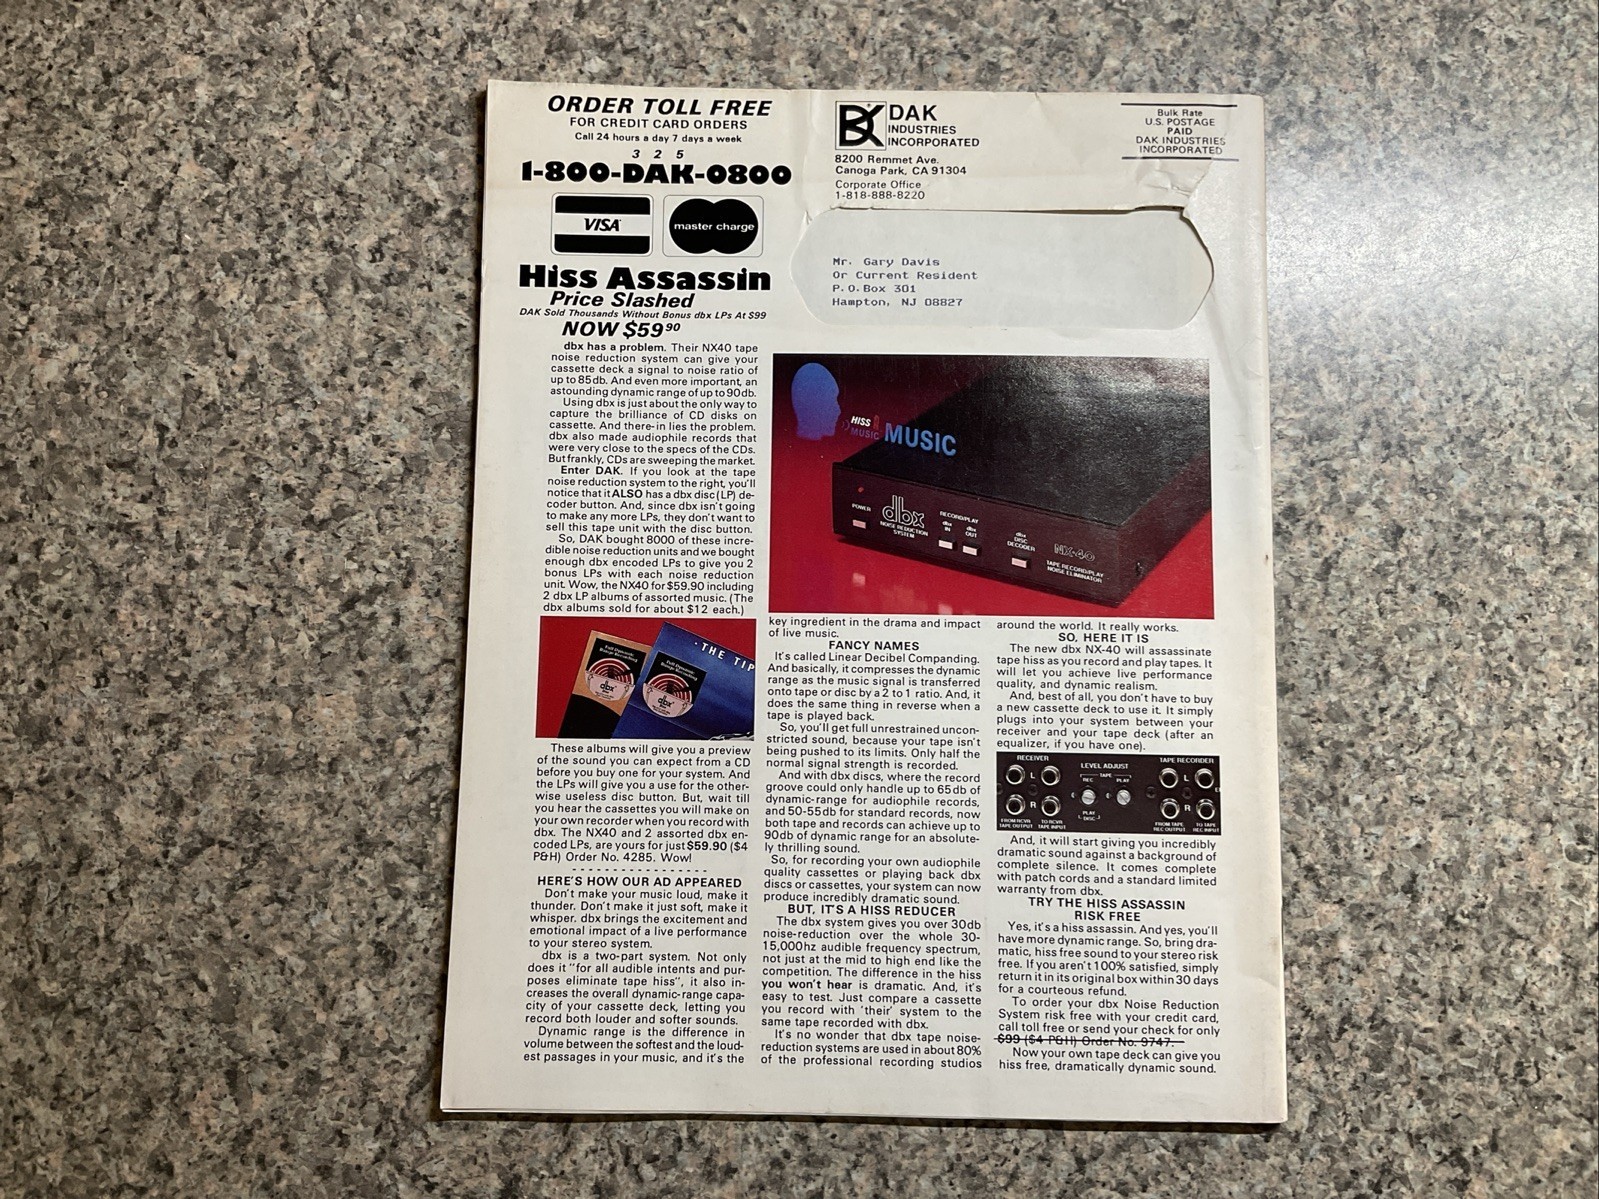 ORDER TOLL FREE
FOR CREDIT CARD ORDERS
Call 24 hours a day 7 days a week
3 2 5
1-800-DAK-0800
VISA
master charge
DAK
INDUSTRIES
INCORPORATED
8200 Remmet Ave.
Canoga Park, CA 91304
Corporate Office
1-818-888-8220
Bulk Rate
U.S. POSTAGE
PAID
DAK INDUSTRIES
INCORPORATED
Mr. Gary Davis
Or Current Resident
P.O.Box 301
Hampton, NJ 08827
Hiss Assassin
Price Slashed
DAK Sold Thousands Without Bonus dbx LPs At $99
NOW $59 90
dbx has a problem. Their NX40 tape
noise reduction system can give your
cassette deck a signal to noise ratio of
up to 85db. And even more important, an
astounding dynamic range of up to 90db.
Using dbx is just about the only way to
capture the brilliance of CD disks on
cassette. And there-in lies the problem.
dbx also made audiophile records that
were very close to the specs of the CDs.
But frankly, CDs are sweeping the market.
Enter DAK. If you look at the tape
noise reduction system to the right, you'll
notice that it ALSO has a dbx disc (LP) de-
coder button. And, since dbx isn't going
to make any more LPs, they don't want to
sell this tape unit with the disc button.
So, DAK bought 8000 of these incre-
dible noise reduction units and we bought
enough dbx encoded LPs to give you 2
bonus LPs with each noise reduction
unit. Wow, the NX40 for $59.90 including
2 dbx LP albums of assorted music. (The
dbx albums sold for about $12 each.)
Full Dynamic
Range Recording
dbx
Full Dynamic
Range Recording
dbx
THE TIP
These albums will give you a preview
of the sound you can expect from a CD
before you buy one for your system. And
the LPs will give you a use for the other-
wise useless disc button. But, wait till
you hear the cassettes you will make on
your own recorder when you record with
dbx. The NX40 and 2 assorted dbx en-
coded LPs, are yours for just $59.90 ($4
P&H) Order No. 4285. Wow!
- - - - - - - - - - - - - - - - -
HERE'S HOW OUR AD APPEARED
Don't make your music loud, make it
thunder. Don't make it just soft, make it
whisper. dbx brings the excitement and
emotional impact of a live performance
to your stereo system.
dbx is a two-part system. Not only
does it "for all audible intents and pur-
poses eliminate tape hiss", it also in-
creases the overall dynamic-range capa-
city of your cassette deck, letting you
record both louder and softer sounds.
Dynamic range is the difference in
volume between the softest and the loud-
est passages in your music, and it's the
HISS
MUSIC
MUSIC
POWER
dbx
NOISE REDUCTION
SYSTEM
RECORD/PLAY
dbx
IN
dbx
OUT
dbx
DISC
DECODER
NX-40
TAPE RECORD/PLAY
NOISE ELIMINATOR
key ingredient in the drama and impact
of live music.
FANCY NAMES
It's called Linear Decibel Companding.
And basically, it compresses the dynamic
range as the music signal is transferred
onto tape or disc by a 2 to 1 ratio. And, it
does the same thing in reverse when a
tape is played back.
So, you'll get full unrestrained uncon-
stricted sound, because your tape isn't
being pushed to its limits. Only half the
normal signal strength is recorded.
And with dbx discs, where the record
groove could only handle up to 65db of
dynamic-range for audiophile records,
and 50-55db for standard records, now
both tape and records can achieve up to
90db of dynamic range for an absolute-
ly thrilling sound.
So, for recording your own audiophile
quality cassettes or playing back dbx
discs or cassettes, your system can now
produce incredibly dramatic sound.
BUT, IT'S A HISS REDUCER
The dbx system gives you over 30db
noise-reduction over the whole 30-
15,000hz audible frequency spectrum,
not just at the mid to high end like the
competition. The difference in the hiss
you won't hear is dramatic. And, it's
easy to test. Just compare a cassette
you record with 'their' system to the
same tape recorded with dbx.
It's no wonder that dbx tape noise-
reduction systems are used in about 80%
of the professional recording studios
around the world. It really works.
SO, HERE IT IS
The new dbx NX-40 will assassinate
tape hiss as you record and play tapes. It
will let you achieve live performance
quality, and dynamic realism.
And, best of all, you don't have to buy
a new cassette deck to use it. It simply
plugs into your system between your
receiver and your tape deck (after an
equalizer, if you have one).
RECEIVER
LEVEL ADJUST
TAPE RECORDER
TAPE
REC
PLAY
L
L
R
R
PLAY
DISC
FROM RCVR
TAPE OUTPUT
TO RCVR
TAPE INPUT
FROM TAPE
REC OUTPUT
TO TAPE
REC INPUT
And, it will start giving you incredibly
dramatic sound against a background of
complete silence. It comes complete
with patch cords and a standard limited
warranty from dbx.
TRY THE HISS ASSASSIN
RISK FREE
Yes, it's a hiss assassin. And yes, you'll
have more dynamic range. So, bring dra-
matic, hiss free sound to your stereo risk
free. If you aren't 100% satisfied, simply
return it in its original box within 30 days
for a courteous refund.
To order your dbx Noise Reduction
System risk free with your credit card,
call toll free or send your check for only
$99 ($4 P&H) Order No. 9747.
Now your own tape deck can give you
hiss free, dramatically dynamic sound.